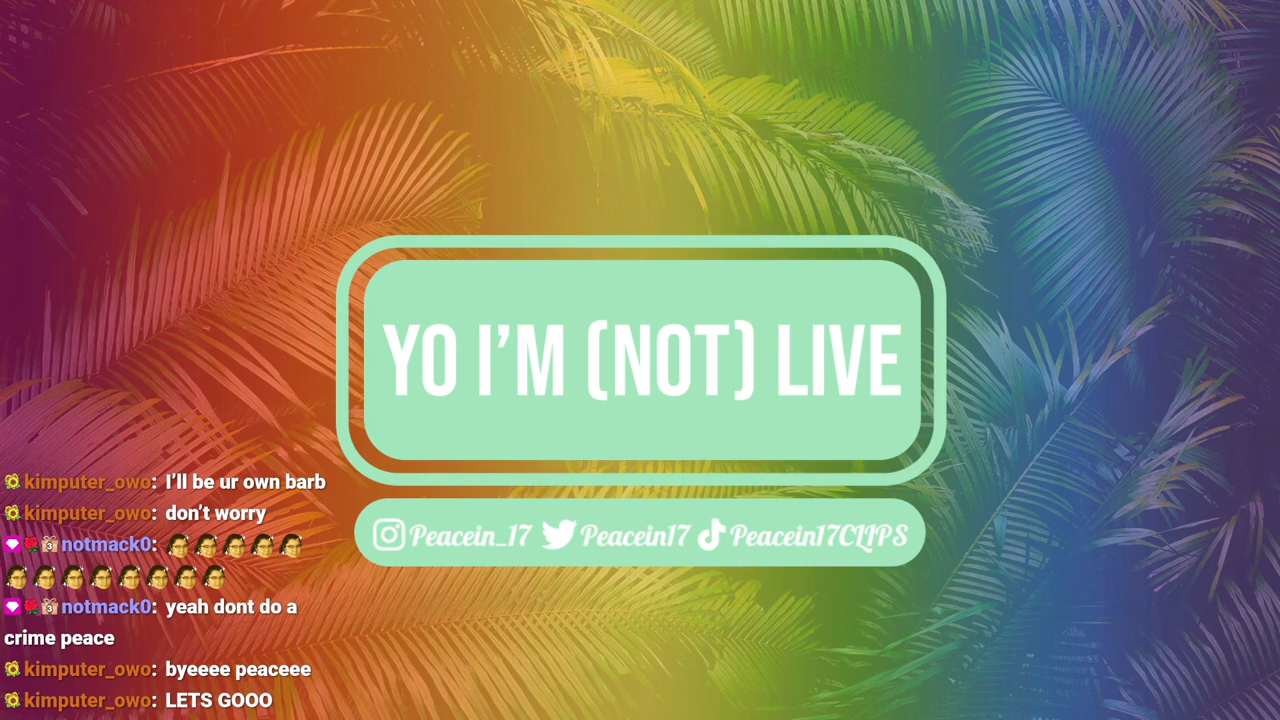 YO I'M (NOT) LIVE
Peacein_17 Peacein17 Peacein17CLIPS
kimputer_owo: I'll be ur own barb
kimputer_owo: don't worry
notmack0:
notmack0: yeah dont do a
crime peace
kimputer_owo: byeeee peaceee
kimputer_owo: LETS GOOO